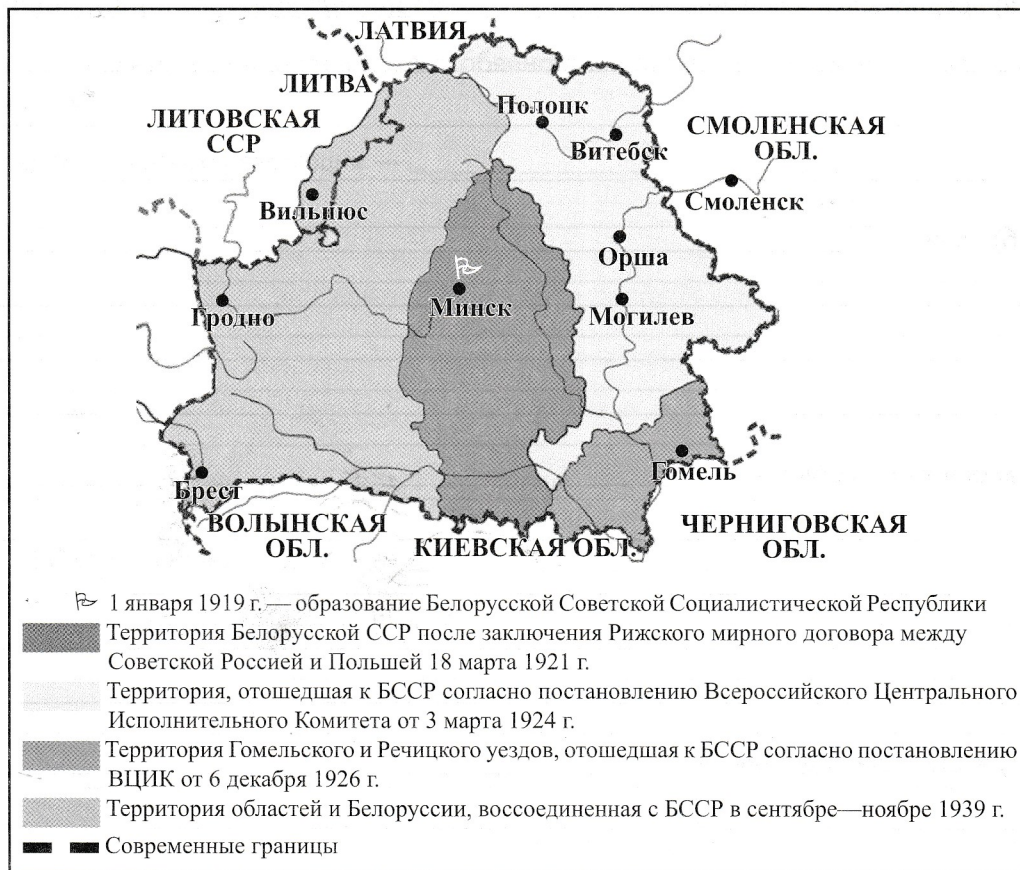 ЛАТВИЯ
ЛИТВА
Полоцк
ЛИТОВСКАЯ
ССР
СМОЛЕНСКАЯ
ОБЛ.
Витебск
Вильнюс
Смоленск
Орша
Минск
Могилев
Гродно
Гомель
Брест
ВОЛЫНСКАЯ
ОБЛ.
КИЕВСКАЯ ОБЛ.
ЧЕРНИГОВСКАЯ
ОБЛ.
1 января 1919 г. — образование Белорусской Советской Социалистической Республики
Территория Белорусской ССР после заключения Рижского мирного договора между
Советской Россией и Польшей 18 марта 1921 г.
Территория, отошедшая к БССР согласно постановлению Всероссийского Центрального
Исполнительного Комитета от 3 марта 1924 г.
Территория Гомельского и Речицкого уездов, отошедшая к БССР согласно постановлению
ВЦИК от 6 декабря 1926 г.
Территория областей и Белоруссии, воссоединенная с БССР в сентябре—ноябре 1939 г.
Современные границы